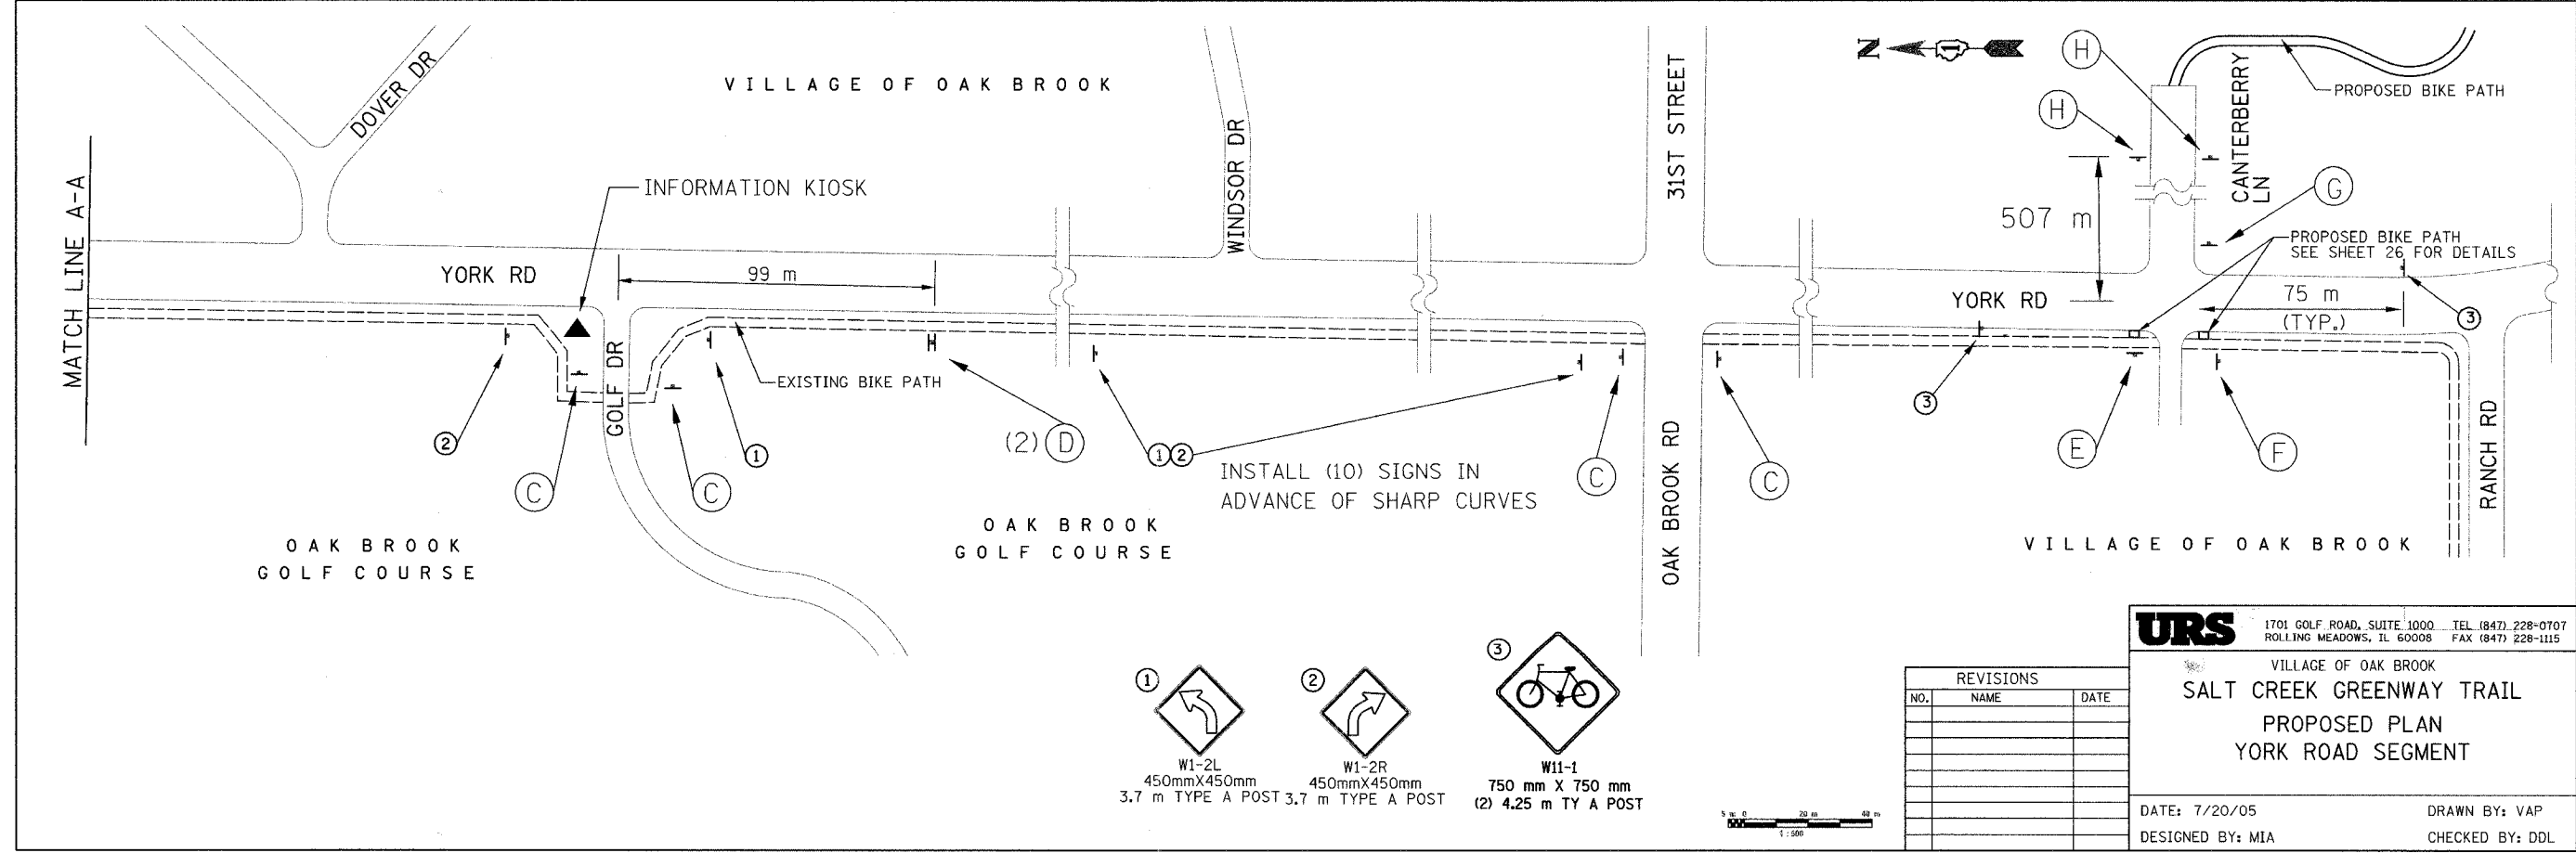 VILLAGE OF OAK BROOK
DOVER DR
MATCH LINE A-A
INFORMATION KIOSK
YORK RD
99 m
GOLF DR
EXISTING BIKE PATH
2
C
C
1
(2) D
1 2
INSTALL (10) SIGNS IN
ADVANCE OF SHARP CURVES
OAK BROOK
GOLF COURSE
OAK BROOK
GOLF COURSE
WINDSOR DR
31ST STREET
OAK BROOK RD
C
C
N
H
H
PROPOSED BIKE PATH
CANTERBERRY
LN
G
507 m
PROPOSED BIKE PATH
SEE SHEET 26 FOR DETAILS
YORK RD
75 m
(TYP.)
3
3
E
F
RANCH RD
VILLAGE OF OAK BROOK
1
W1-2L
450mmX450mm
3.7 m TYPE A POST
2
W1-2R
450mmX450mm
3.7 m TYPE A POST
3
W11-1
750 mm X 750 mm
(2) 4.25 m TY A POST
5 m 0 20 m 40 m
1:500
REVISIONS
NO. NAME DATE
URS
1701 GOLF ROAD, SUITE 1000 TEL (847) 228-0707
ROLLING MEADOWS, IL 60008 FAX (847) 228-1115
VILLAGE OF OAK BROOK
SALT CREEK GREENWAY TRAIL
PROPOSED PLAN
YORK ROAD SEGMENT
DATE: 7/20/05 DRAWN BY: VAP
DESIGNED BY: MIA CHECKED BY: DDL